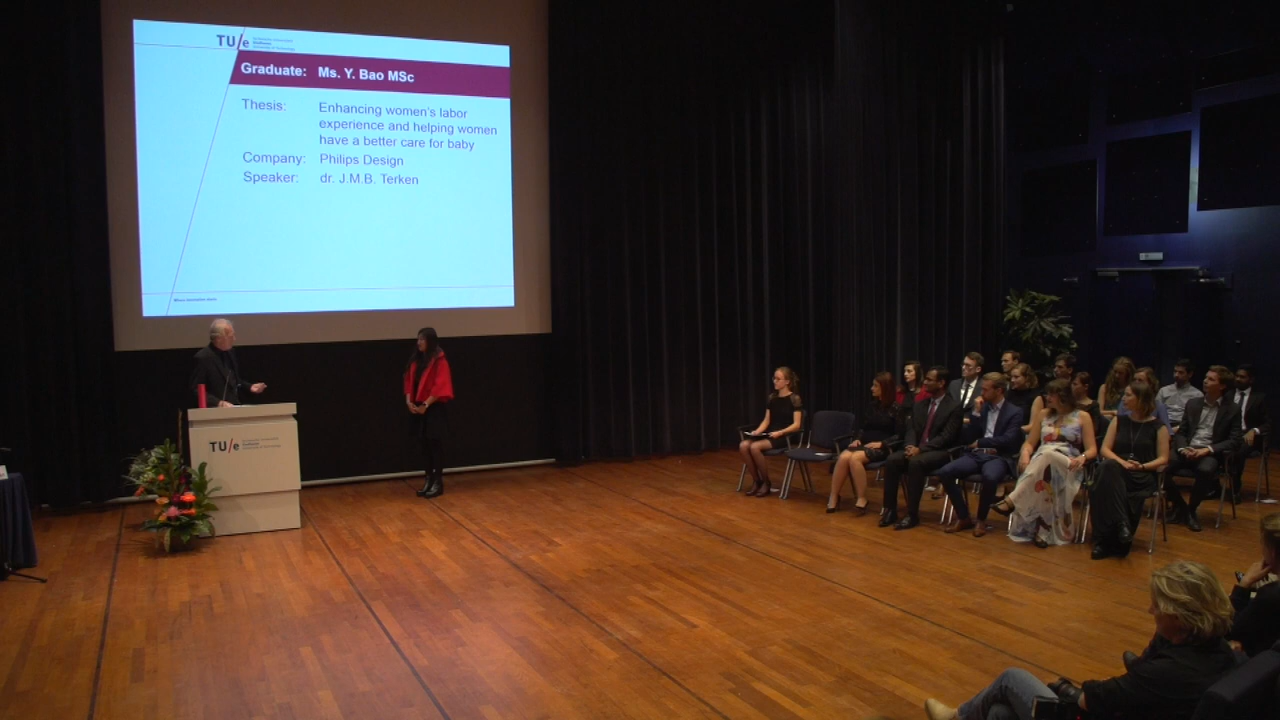 TU/e
Graduate: Ms. Y. Bao MSc
Thesis: Enhancing women's labor
experience and helping women
have a better care for baby
Company: Philips Design
Speaker: dr. J.M.B. Terken
TU/e